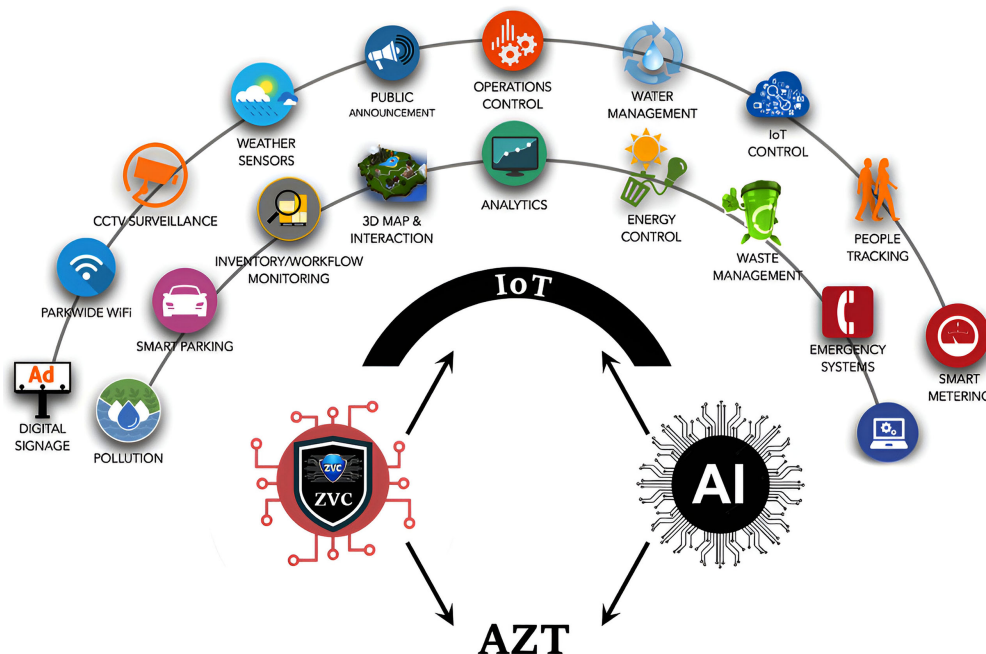 OPERATIONS
CONTROL
PUBLIC
ANNOUNCEMENT
WATER
MANAGEMENT
WEATHER
SENSORS
IoT
CONTROL
CCTV SURVEILLANCE
PEOPLE
TRACKING
PARKWIDE WiFi
SMART
METERING
Ad
DIGITAL
SIGNAGE
ANALYTICS
3D MAP &
INTERACTION
ENERGY
CONTROL
INVENTORY/WORKFLOW
MONITORING
WASTE
MANAGEMENT
SMART PARKING
EMERGENCY
SYSTEMS
POLLUTION
IoT
ZVC
ZVC
AI
AZT